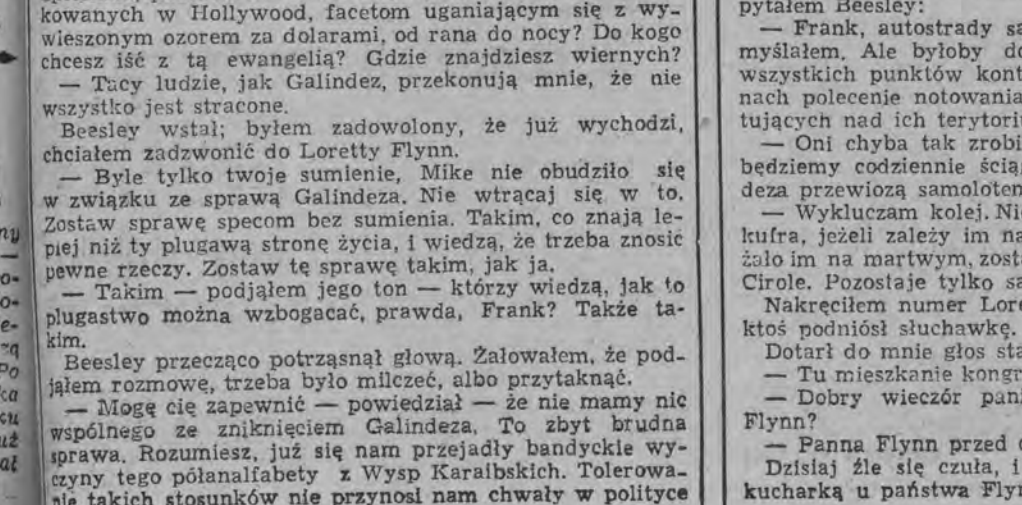 kowanych w Hollywood, facetom uganiającym się z wy-
wieszonym ozorem za dolarami, od rana do nocy? Do kogo
chcesz iść z tą ewangelią? Gdzie znajdziesz wiernych?
— Tacy ludzie, jak Galindez, przekonują mnie, że nie
wszystko jest stracone.
Beesley wstał; byłem zadowolony, że już wychodzi,
chciałem zadzwonić do Loretty Flynn.
— Byle tylko twoje sumienie, Mike nie obudziło się
w związku ze sprawą Galindeza. Nie wtrącaj się w to.
Zostaw sprawę specom bez sumienia. Takim, co znają le-
piej niż ty plugawą stronę życia, i wiedzą, że trzeba znosić
pewne rzeczy. Zostaw tę sprawę takim, jak ja.
— Takim — podjąłem jego ton — którzy wiedzą, jak to
plugastwo można wzbogacać, prawda, Frank? Także ta-
kim.
Beesley przecząco potrząsnął głową. Żałowałem, że pod-
jąłem rozmowę, trzeba było milczeć, albo przytaknąć.
— Mogę cię zapewnić — powiedział — że nie mamy nic
wspólnego ze zniknięciem Galindeza. To zbyt brudna
sprawa. Rozumiesz, już się nam przejadły bandyckie wy-
czyny tego półanalfabety z Wysp Karaibskich. Tolerowa-
nie takich stosunków nie przynosi nam chwały w polityce
pytałem Beesley:
— Frank, autostrady są
myślałem. Ale byłoby do
wszystkich punktów kont
nach polecenie notowania
tujących nad ich terytori
— Oni chyba tak zrobi
będziemy codziennie ścią
deza przewiozą samoloten
— Wykluczam kolej. Ni
kufra, jeżeli zależy im na
żało im na martwym, zost
Cirole. Pozostaje tylko sa
Nakręciłem numer Lore
ktoś podniósł słuchawkę.
Dotarł do mnie głos sta
— Tu mieszkanie kongr
— Dobry wieczór pan
Flynn?
— Panna Flynn przed
Dzisiaj źle się czuła, i
kucharką u państwa Flyn